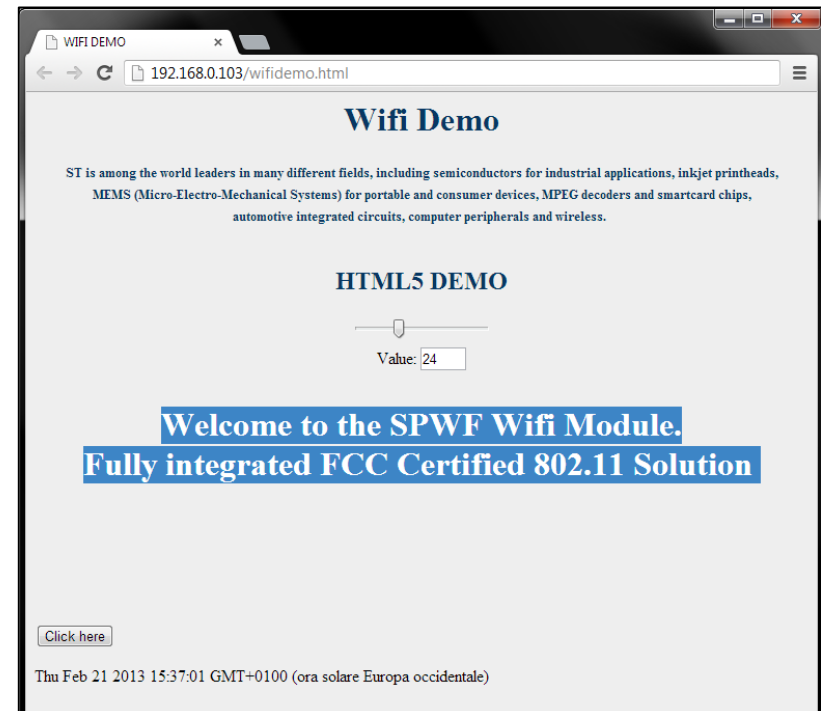 WIFI DEMO
192.168.0.103/wifidemo.html
Wifi Demo
ST is among the world leaders in many different fields, including semiconductors for industrial applications, inkjet printheads,
MEMS (Micro-Electro-Mechanical Systems) for portable and consumer devices, MPEG decoders and smartcard chips,
automotive integrated circuits, computer peripherals and wireless.
HTML5 DEMO
Value: 24
Welcome to the SPWF Wifi Module.
Fully integrated FCC Certified 802.11 Solution
Click here
Thu Feb 21 2013 15:37:01 GMT+0100 (ora solare Europa occidentale)